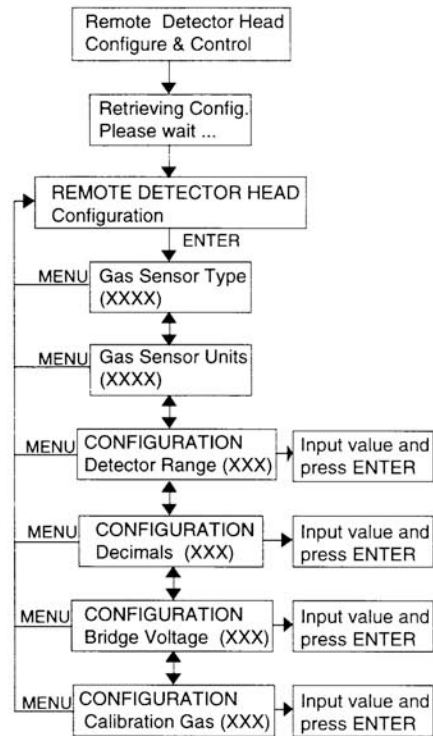 Remote Detector Head
Configure & Control
Retrieving Config.
Please wait ...
REMOTE DETECTOR HEAD
Configuration
ENTER
MENU
Gas Sensor Type
(XXXX)
MENU
Gas Sensor Units
(XXXX)
MENU
CONFIGURATION
Detector Range (XXX)
Input value and
press ENTER
MENU
CONFIGURATION
Decimals (XXX)
Input value and
press ENTER
MENU
CONFIGURATION
Bridge Voltage (XXX)
Input value and
press ENTER
MENU
CONFIGURATION
Calibration Gas (XXX)
Input value and
press ENTER